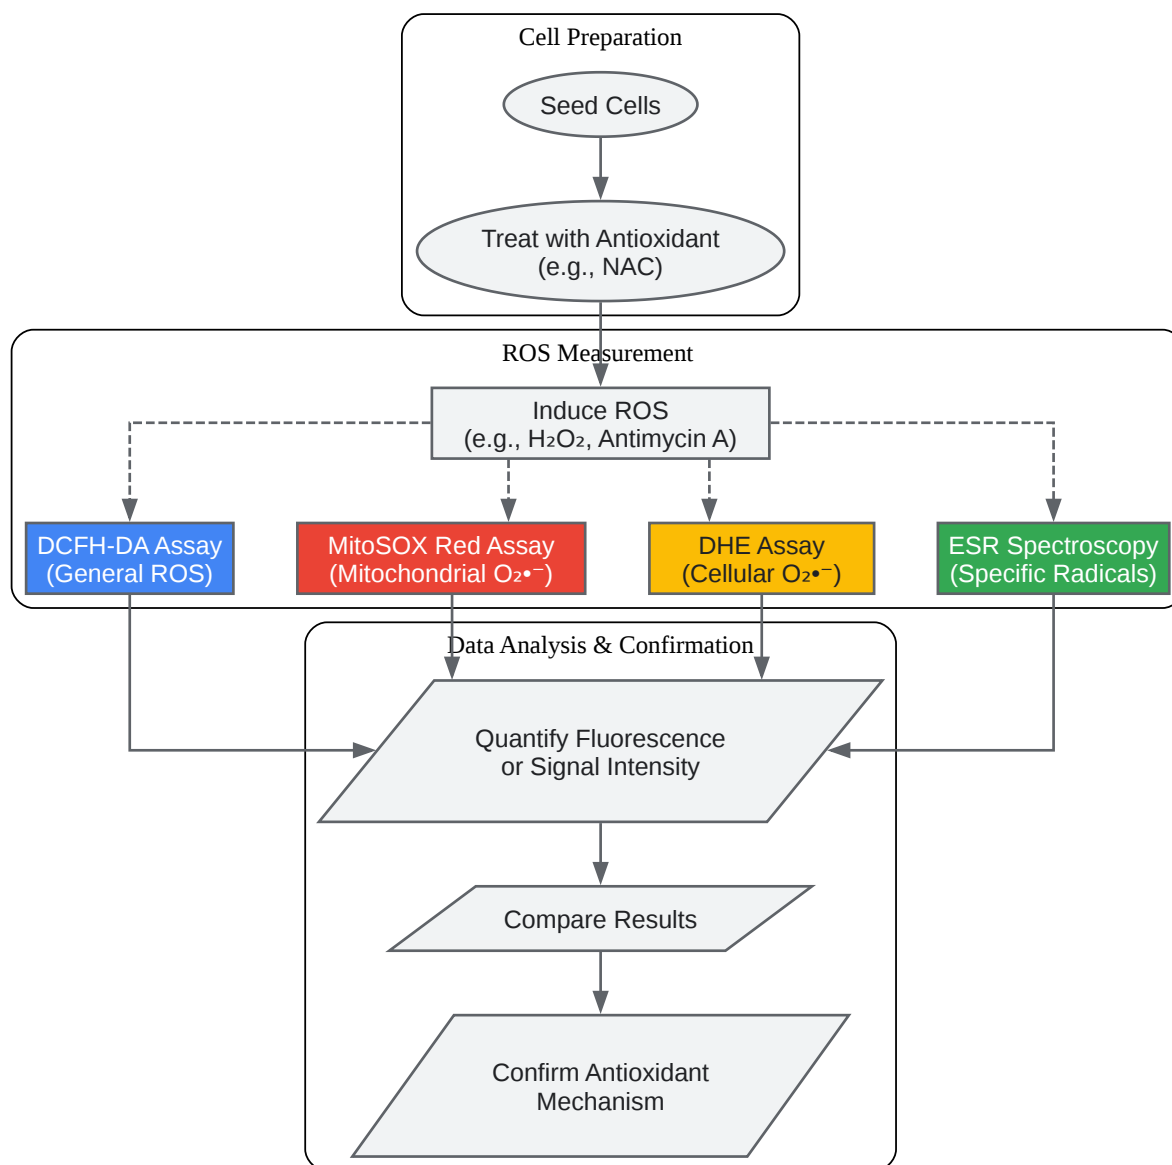 Cell Preparation
Seed Cells
Treat with Antioxidant
(e.g., NAC)
ROS Measurement
Induce ROS
(e.g., H₂O₂, Antimycin A)
DCFH-DA Assay
(General ROS)
MitoSOX Red Assay
(Mitochondrial O₂•⁻)
DHE Assay
(Cellular O₂•⁻)
ESR Spectroscopy
(Specific Radicals)
Data Analysis & Confirmation
Quantify Fluorescence
or Signal Intensity
Compare Results
Confirm Antioxidant
Mechanism